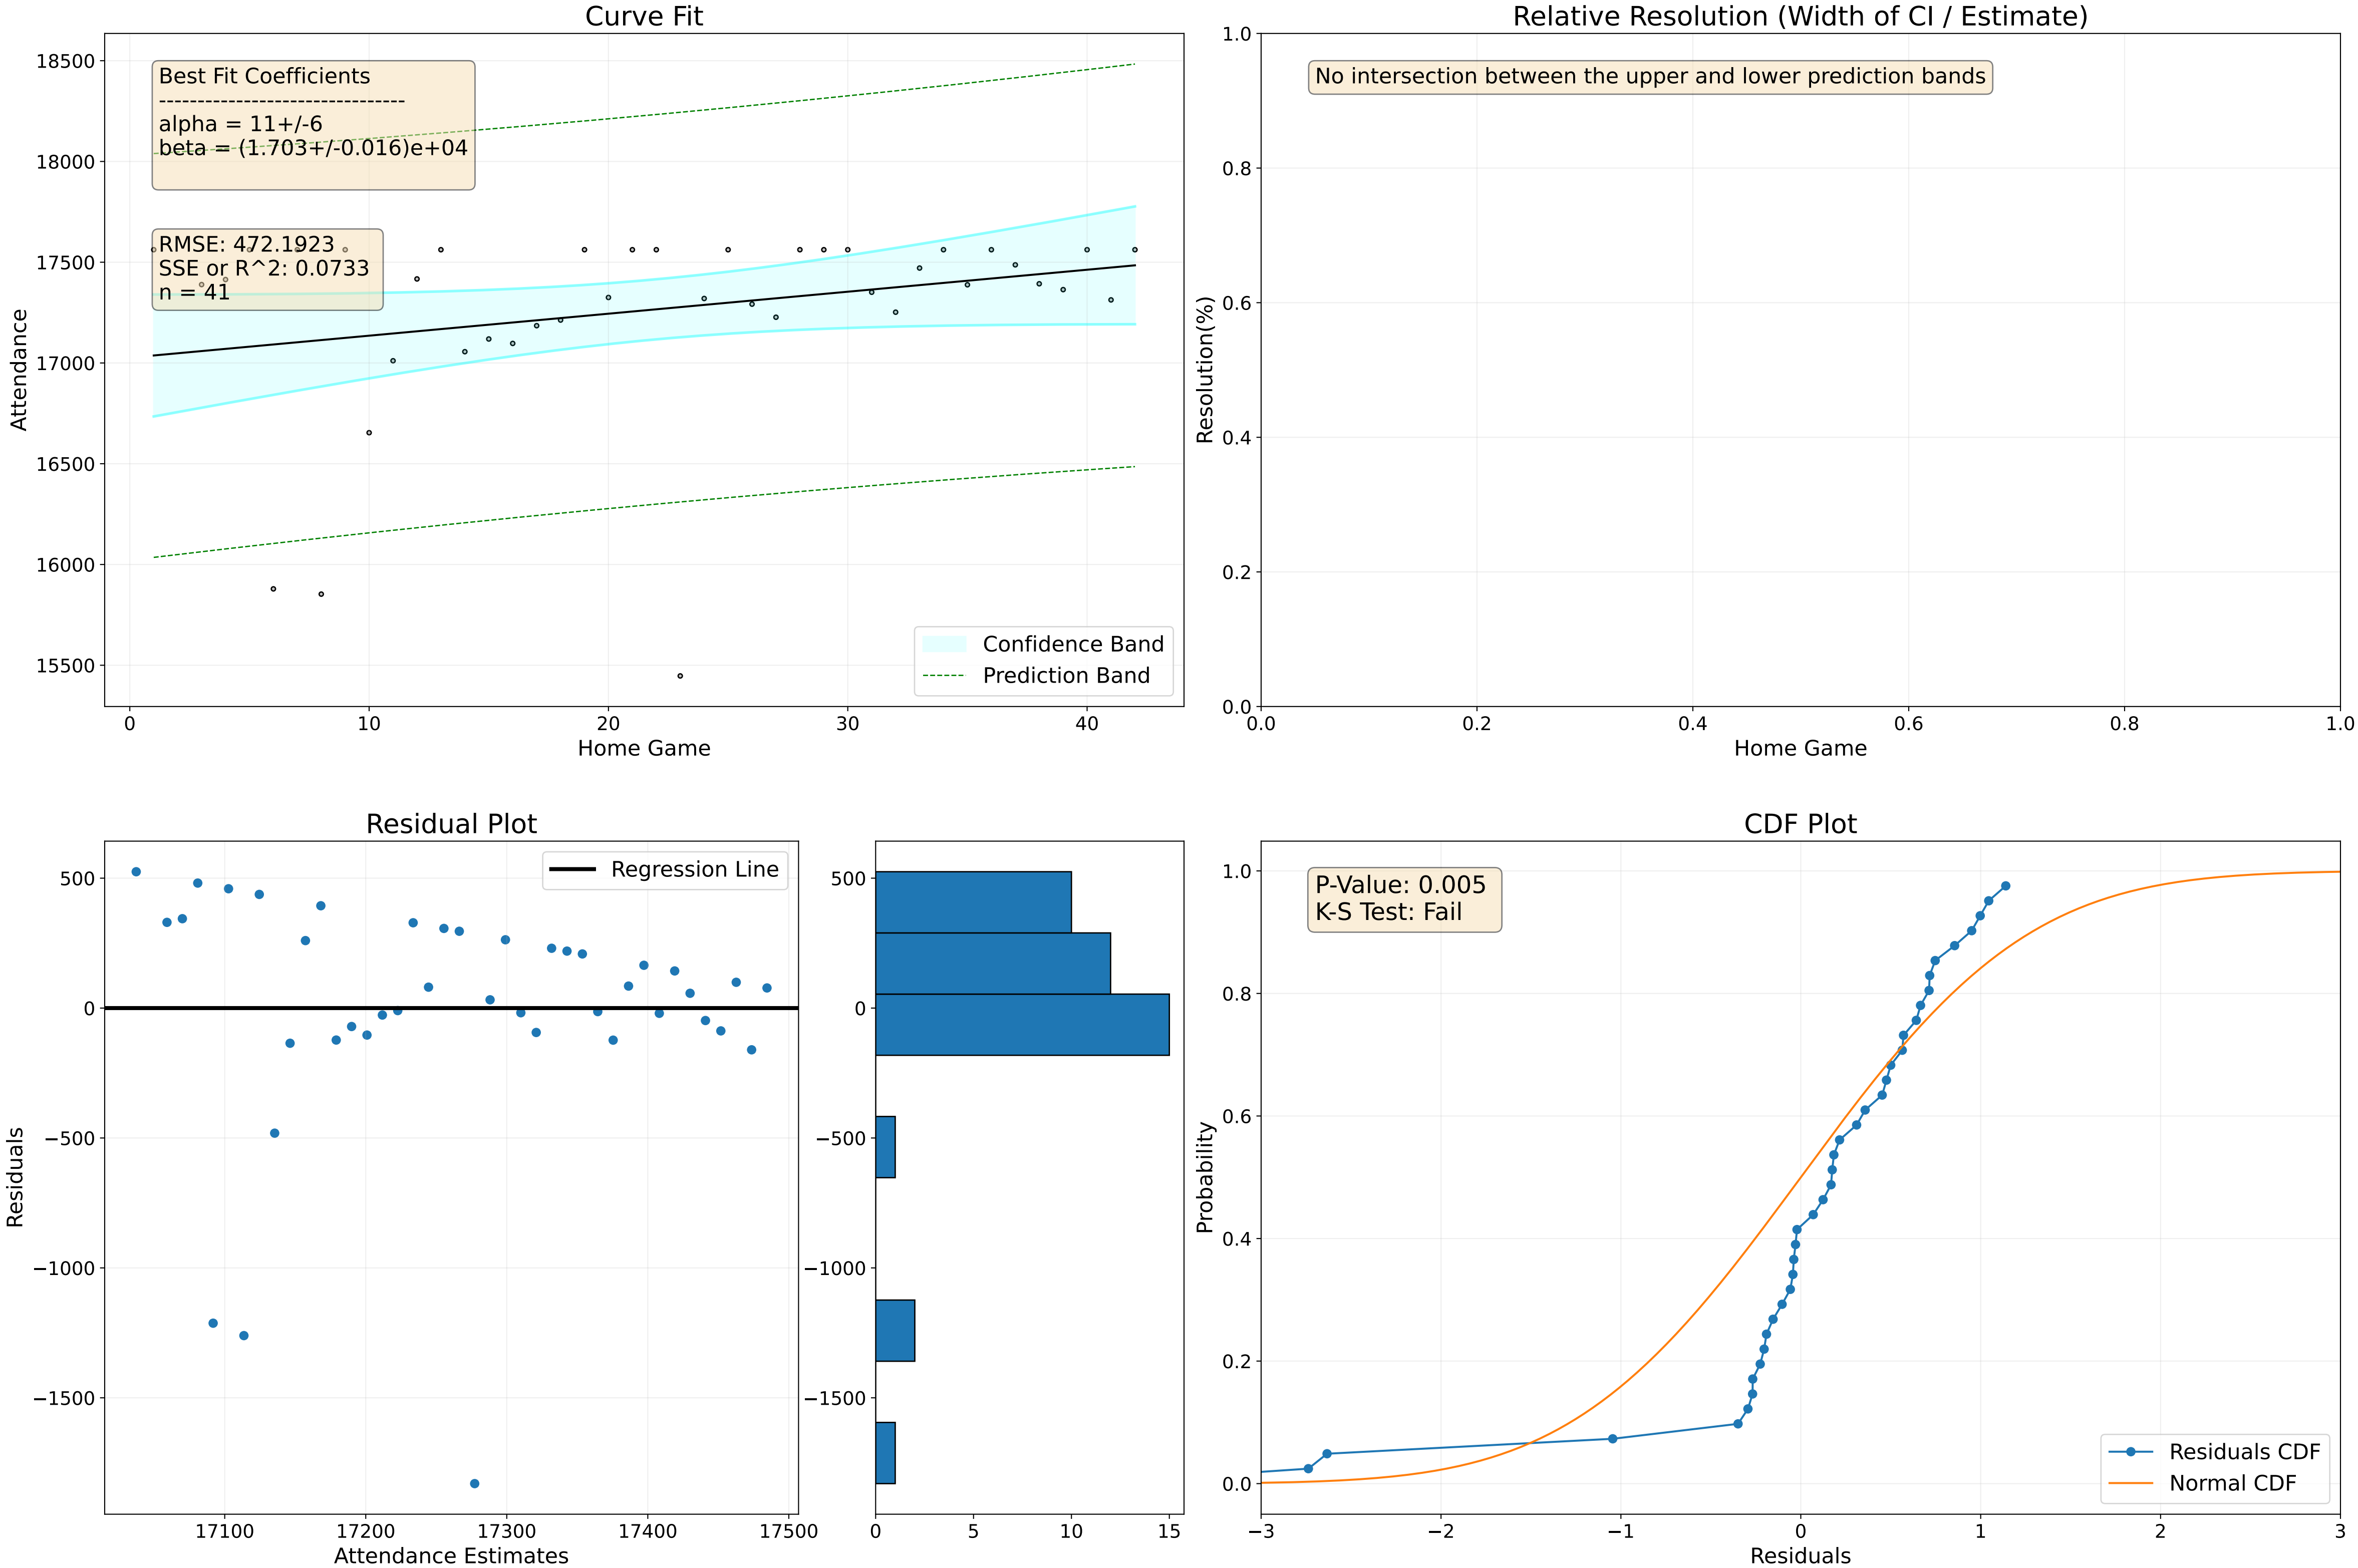 Curve Fit
18500
18000
17500
17000
16500
16000
15500
Attendance
Best Fit Coefficients
--------------------------------
alpha = 11+/-6
beta = (1.703+/-0.016)e+04
RMSE: 472.1923
SSE or R^2: 0.0733
n = 41
Confidence Band
Prediction Band
0 10 20 30 40
Home Game
Relative Resolution (Width of CI / Estimate)
1.0
0.8
0.6
0.4
0.2
0.0
Resolution(%)
No intersection between the upper and lower prediction bands
0.0 0.2 0.4 0.6 0.8 1.0
Home Game
Residual Plot
500
0
−500
−1000
−1500
Residuals
Regression Line
17100 17200 17300 17400 17500
Attendance Estimates
500
0
−500
−1000
−1500
0 5 10 15
CDF Plot
1.0
0.8
0.6
0.4
0.2
0.0
Probability
P-Value: 0.005
K-S Test: Fail
Residuals CDF
Normal CDF
−3 −2 −1 0 1 2 3
Residuals